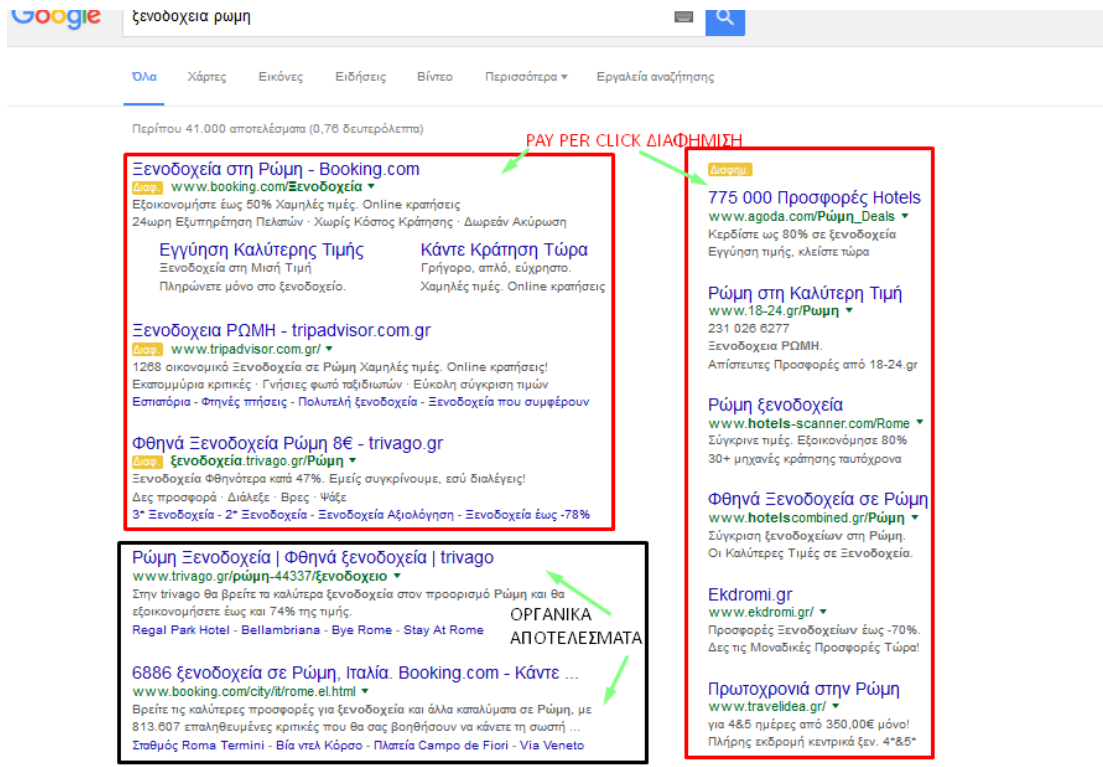 Google
ξενοδοχεια ρωμη
Όλα Χάρτες Εικόνες Ειδήσεις Βίντεο Περισσότερα Εργαλεία αναζήτησης
Περίπου 41.000 αποτελέσματα (0,76 δευτερόλεπτα)
PAY PER CLICK ΔΙΑΦΗΜΙΣΗ
Ξενοδοχεία στη Ρώμη - Booking.com
Διαφ. www.booking.com/Ξενοδοχεία
Εξοικονομήστε έως 50% Χαμηλές τιμές. Online κρατήσεις
24ωρη Εξυπηρέτηση Πελατών · Χωρίς Κόστος Κράτησης · Δωρεάν Ακύρωση
Εγγύηση Καλύτερης Τιμής
Ξενοδοχεία στη Μισή Τιμή
Πληρώνετε μόνο στο ξενοδοχείο.
Κάντε Κράτηση Τώρα
Γρήγορο, απλό, εύχρηστο.
Χαμηλές τιμές. Online κρατήσεις
Ξενοδοχεια ΡΩΜΗ - tripadvisor.com.gr
Διαφ. www.tripadvisor.com.gr/
1268 οικονομικό Ξενοδοχεία σε Ρώμη Χαμηλές τιμές. Online κρατήσεις!
Εκατομμύρια κριτικές · Γνήσιες φωτό ταξιδιωτών · Εύκολη σύγκριση τιμών
Εστιατόρια - Φτηνές πτήσεις - Πολυτελή ξενοδοχεία - Ξενοδοχεία που συμφέρουν
Φθηνά Ξενοδοχεία Ρώμη 8€ - trivago.gr
Διαφ. ξενοδοχεία.trivago.gr/Ρώμη
Ξενοδοχεία Φθηνότερα κατά 47%. Εμείς συγκρίνουμε, εσύ διαλέγεις!
Δες προσφορά · Διάλεξε · Βρες · Ψάξε
3* Ξενοδοχεία - 2* Ξενοδοχεία - Ξενοδοχεία Αξιολόγηση - Ξενοδοχεία έως -78%
Ρώμη Ξενοδοχεία | Φθηνά ξενοδοχεία | trivago
www.trivago.gr/ρώμη-44337/ξενοδοχειο
Στην trivago θα βρείτε τα καλύτερα ξενοδοχεία στον προορισμό Ρώμη και θα
εξοικονομήσετε έως και 74% της τιμής.
Regal Park Hotel - Bellambriana - Bye Rome - Stay At Rome
ΟΡΓΑΝΙΚΑ
ΑΠΟΤΕΛΕΣΜΑΤΑ
6886 ξενοδοχεία σε Ρώμη, Ιταλία. Booking.com - Κάντε ...
www.booking.com/city/it/rome.el.html
Βρείτε τις καλύτερες προσφορές για ξενοδοχεία και άλλα καταλύματα σε Ρώμη, με
813.607 επαληθευμένες κριτικές που θα σας βοηθήσουν να κάνετε τη σωστή ...
Σταθμός Roma Termini - Βία ντελ Κόρσο - Πλατεία Campo de Fiori - Via Veneto
Διαφημ.
775 000 Προσφορές Hotels
www.agoda.com/Ρώμη_Deals
Κερδίστε ως 80% σε ξενοδοχεία
Εγγύηση τιμής, κλείστε τώρα
Ρώμη στη Καλύτερη Τιμή
www.18-24.gr/Ρωμη
231 026 6277
Ξενοδοχεια ΡΩΜΗ.
Απίστευτες Προσφορές από 18-24.gr
Ρώμη ξενοδοχεία
www.hotels-scanner.com/Rome
Σύγκρινε τιμές. Εξοικονόμησε 80%
30+ μηχανές κράτησης ταυτόχρονα
Φθηνά Ξενοδοχεία σε Ρώμη
www.hotelscombined.gr/Ρώμη
Σύγκριση ξενοδοχείων στη Ρώμη.
Οι Καλύτερες Τιμές σε Ξενοδοχεία.
Ekdromi.gr
www.ekdromi.gr/
Προσφορές Ξενοδοχείων έως -70%.
Δες τις Μοναδικές Προσφορές Τώρα!
Πρωτοχρονιά στην Ρώμη
www.travelidea.gr/
για 4&5 ημέρες από 350,00€ μόνο!
Πλήρης εκδρομή κεντρικά ξεν. 4*&5*